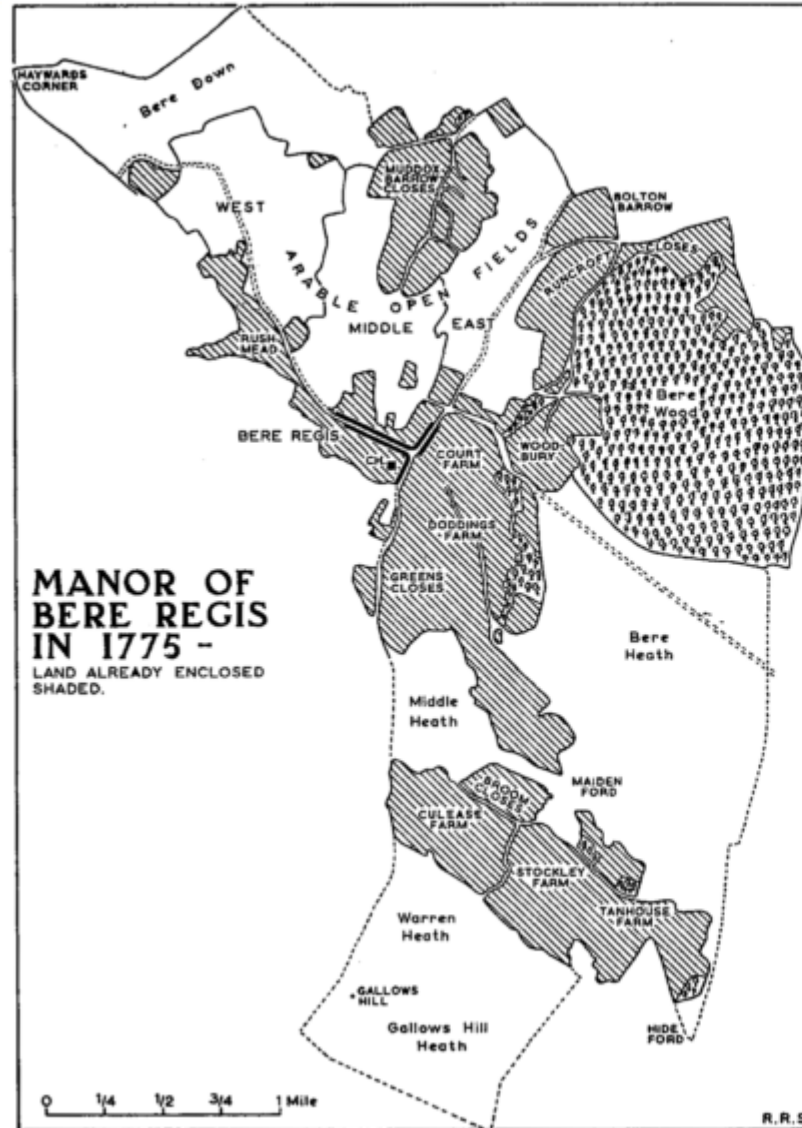 HAYWARDS
CORNER
Bere Down
MUDDOX
BARROW
CLOSES
WEST
BOLTON
BARROW
CLOSES
RUNCROFT
ARABLE OPEN FIELDS
MIDDLE
EAST
RUSH
MEAD
Bere
Wood
BERE REGIS
CH.
COURT
FARM
WOOD
BURY
DODDINGS
FARM
GREENS
CLOSES
MANOR OF
BERE REGIS
IN 1775 -
LAND ALREADY ENCLOSED
SHADED.
Bere
Heath
Middle
Heath
MAIDEN
FORD
BROOM
CLOSES
CULEASE
FARM
STOCKLEY
FARM
TANHOUSE
FARM
Warren
Heath
GALLOWS
HILL
Gallows Hill
Heath
HIDE
FORD
0 1/4 1/2 3/4 1 Mile
R.R.S